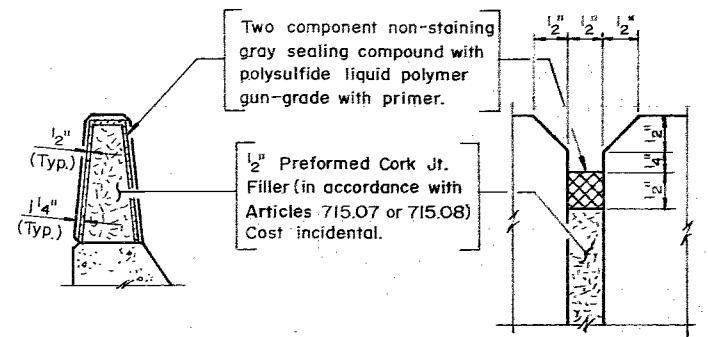 Two component non-staining
gray sealing compound with
polysulfide liquid polymer
gun-grade with primer.
1/2" Preformed Cork Jt.
Filler (in accordance with
Articles 715.07 or 715.08)
Cost incidental.
1/2"
(Typ.)
1 1/4"
(Typ.)
1/2" 1/2" 1/2"
1/2"
1/4"
1/2"